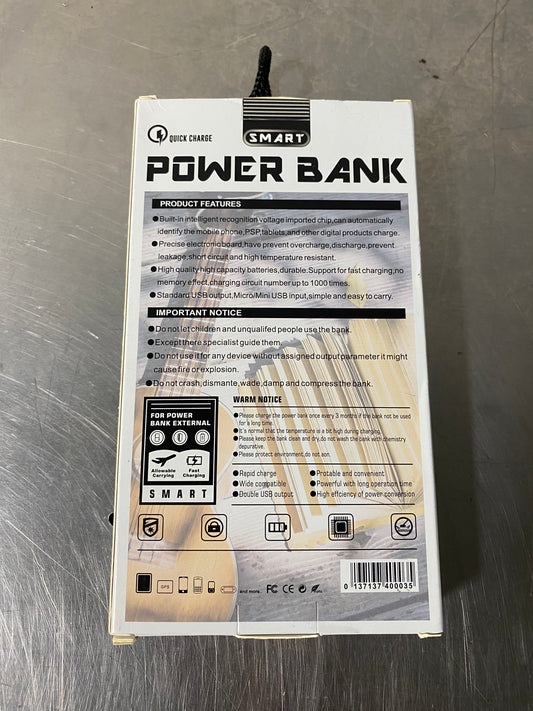 QUICK CHARGE
SMART
POWER BANK
PRODUCT FEATURES
●Built-in intelligent recognition voltage imported chip,can automatically
identify the mobile phone,PSP,tablets,and other digital products charge.
●Precise electronic board,have prevent overcharge,discharge,prevent
leakage,short circuit and high temperature resistant.
●High quality high capacity batteries,durable.Support for fast charging,no
memory effect.charging circuit number up to 1000 times.
●Standard USB output,Micro/Mini USB Input,simple and easy to carry.
IMPORTANT NOTICE
●Do not let children and unqualifed people use the bank.
●Except there specialist guide them.
●Do not use it for any device without assigned output parameter it might
cause fire or explosion.
●Do not crash,dismante,wade,damp and compress the bank.
FOR POWER
BANK EXTERNAL
Allowable
Carrying
Fast
Charging
SMART
WARM NOTICE
●Please charge the power bank once every 3 months if the bank not be used
for a long time.
●It's normal that the temperature is a bit high during charging.
●Please keep the bank clean and dry,do not wash the bank with chemistry
depurative.
●Please protect environment,do not aon.
●Rapid charge
●Wide compatible
●Double USB output
●Protable and convenient
●Powerful with long operation time
●High effciency of power conversion
GPS
and more..
FC CE
0 137137 400035